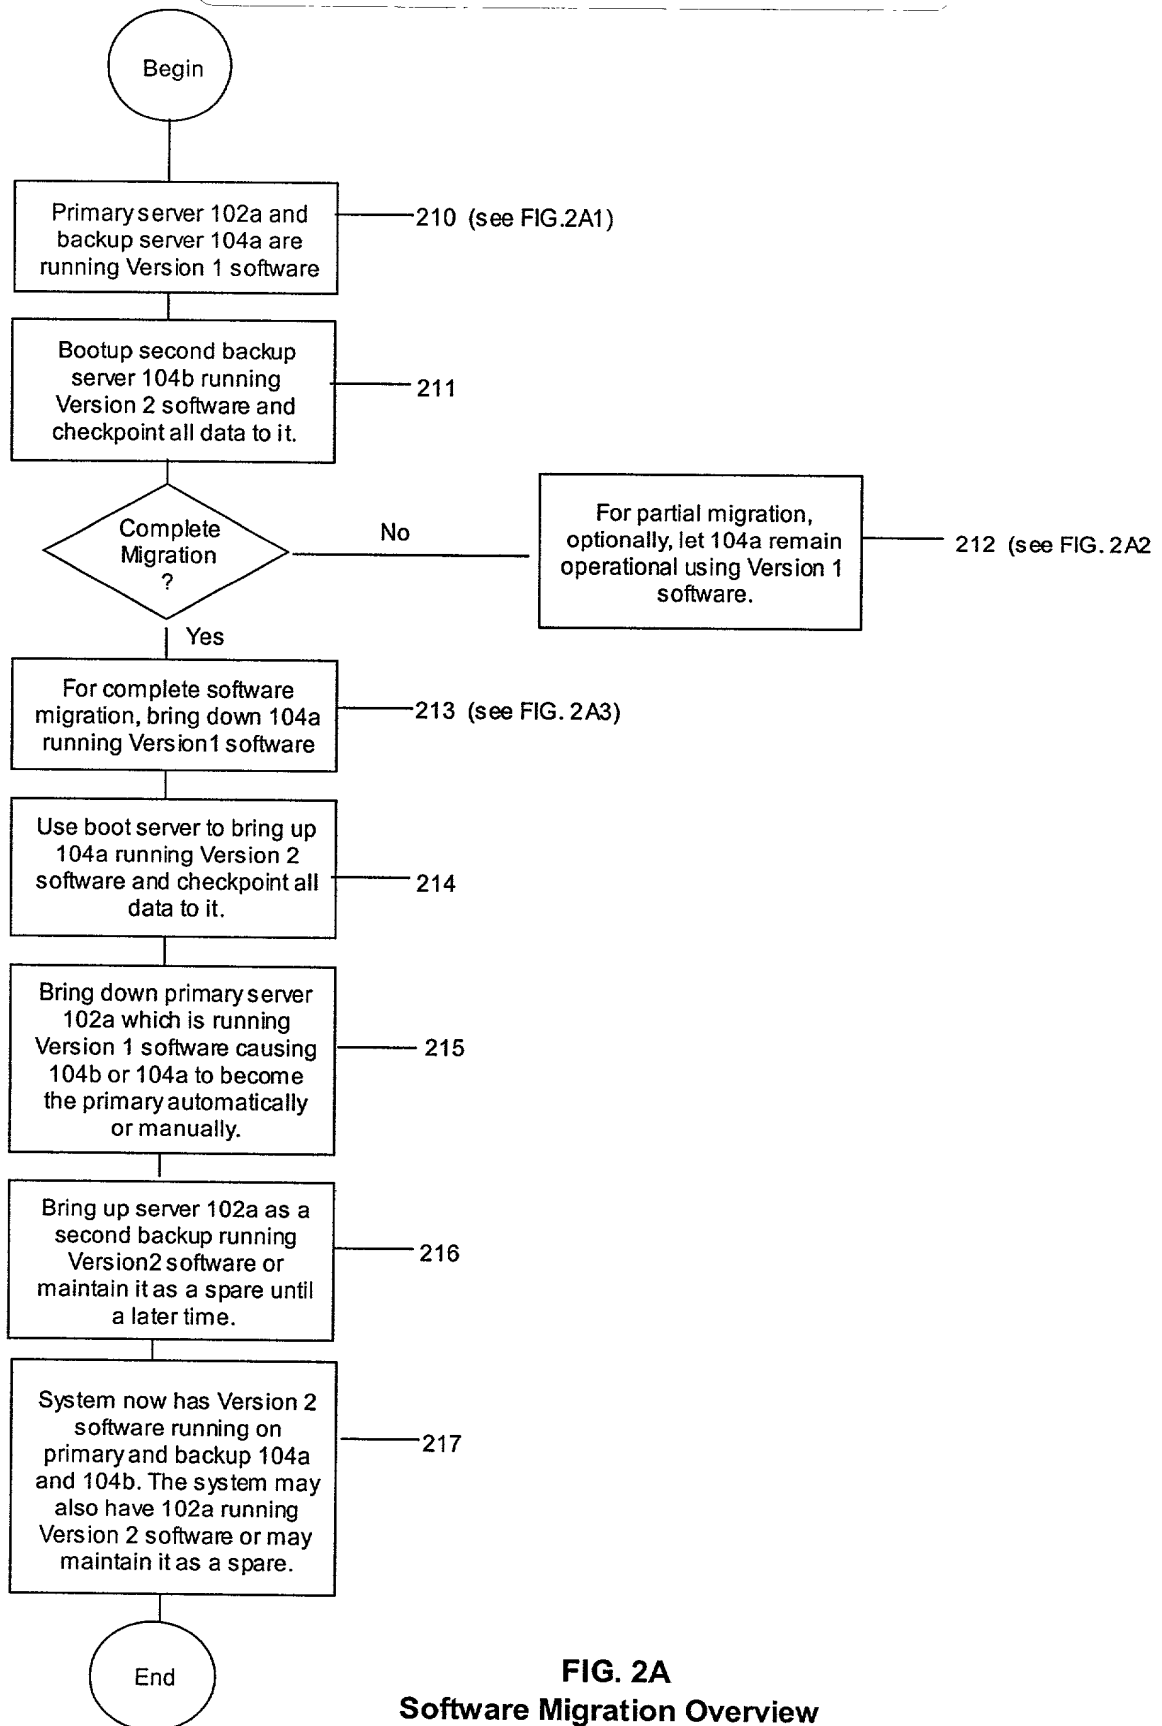 Begin
Primary server 102a and
backup server 104a are
running Version 1 software
210 (see FIG.2A1)
Bootup second backup
server 104b running
Version 2 software and
checkpoint all data to it.
211
Complete
Migration
?
No
For partial migration,
optionally, let 104a remain
operational using Version 1
software.
212 (see FIG. 2A2
Yes
For complete software
migration, bring down 104a
running Version1 software
213 (see FIG. 2A3)
Use boot server to bring up
104a running Version 2
software and checkpoint all
data to it.
214
Bring down primary server
102a which is running
Version 1 software causing
104b or 104a to become
the primary automatically
or manually.
215
Bring up server 102a as a
second backup running
Version2 software or
maintain it as a spare until
a later time.
216
System now has Version 2
software running on
primary and backup 104a
and 104b. The system may
also have 102a running
Version 2 software or may
maintain it as a spare.
217
End
FIG. 2A
Software Migration Overview